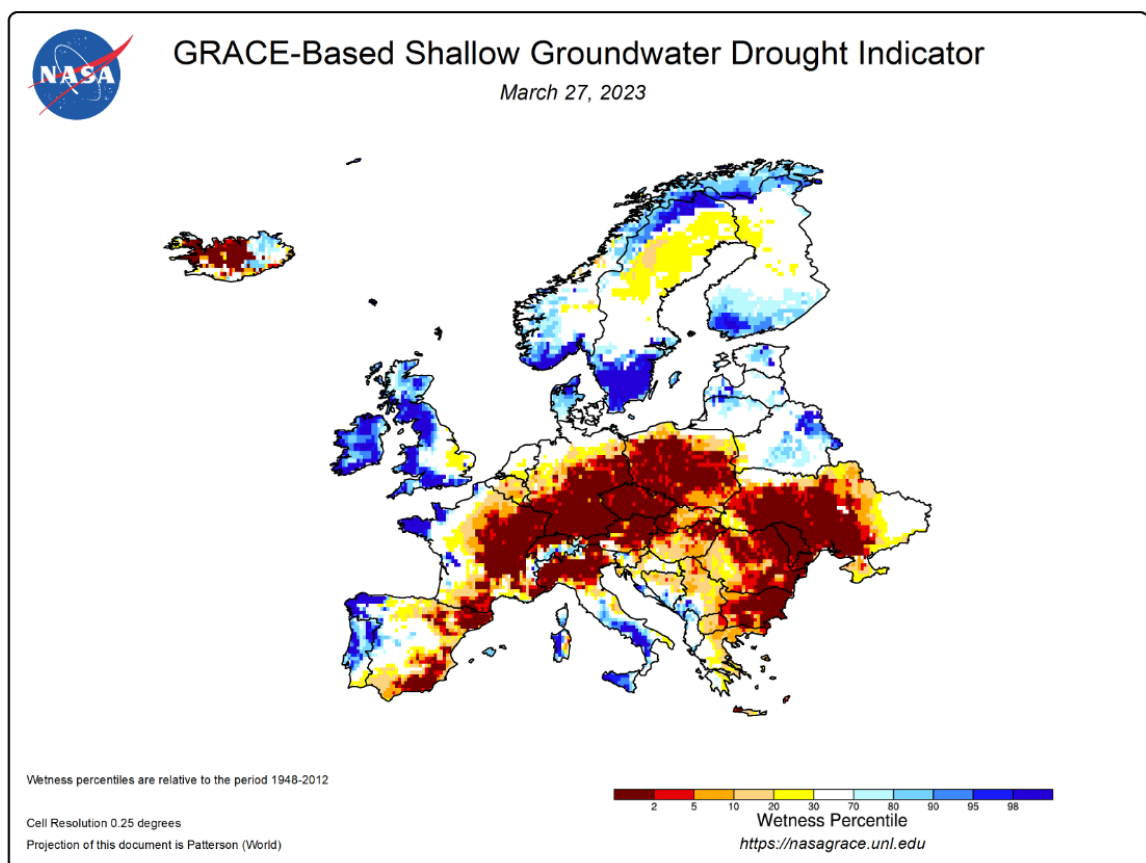 NASA
GRACE-Based Shallow Groundwater Drought Indicator
March 27, 2023
Wetness percentiles are relative to the period 1948-2012
Cell Resolution 0.25 degrees
Projection of this document is Patterson (World)
2 5 10 20 30 70 80 90 95 98
Wetness Percentile
https://nasagrace.unl.edu